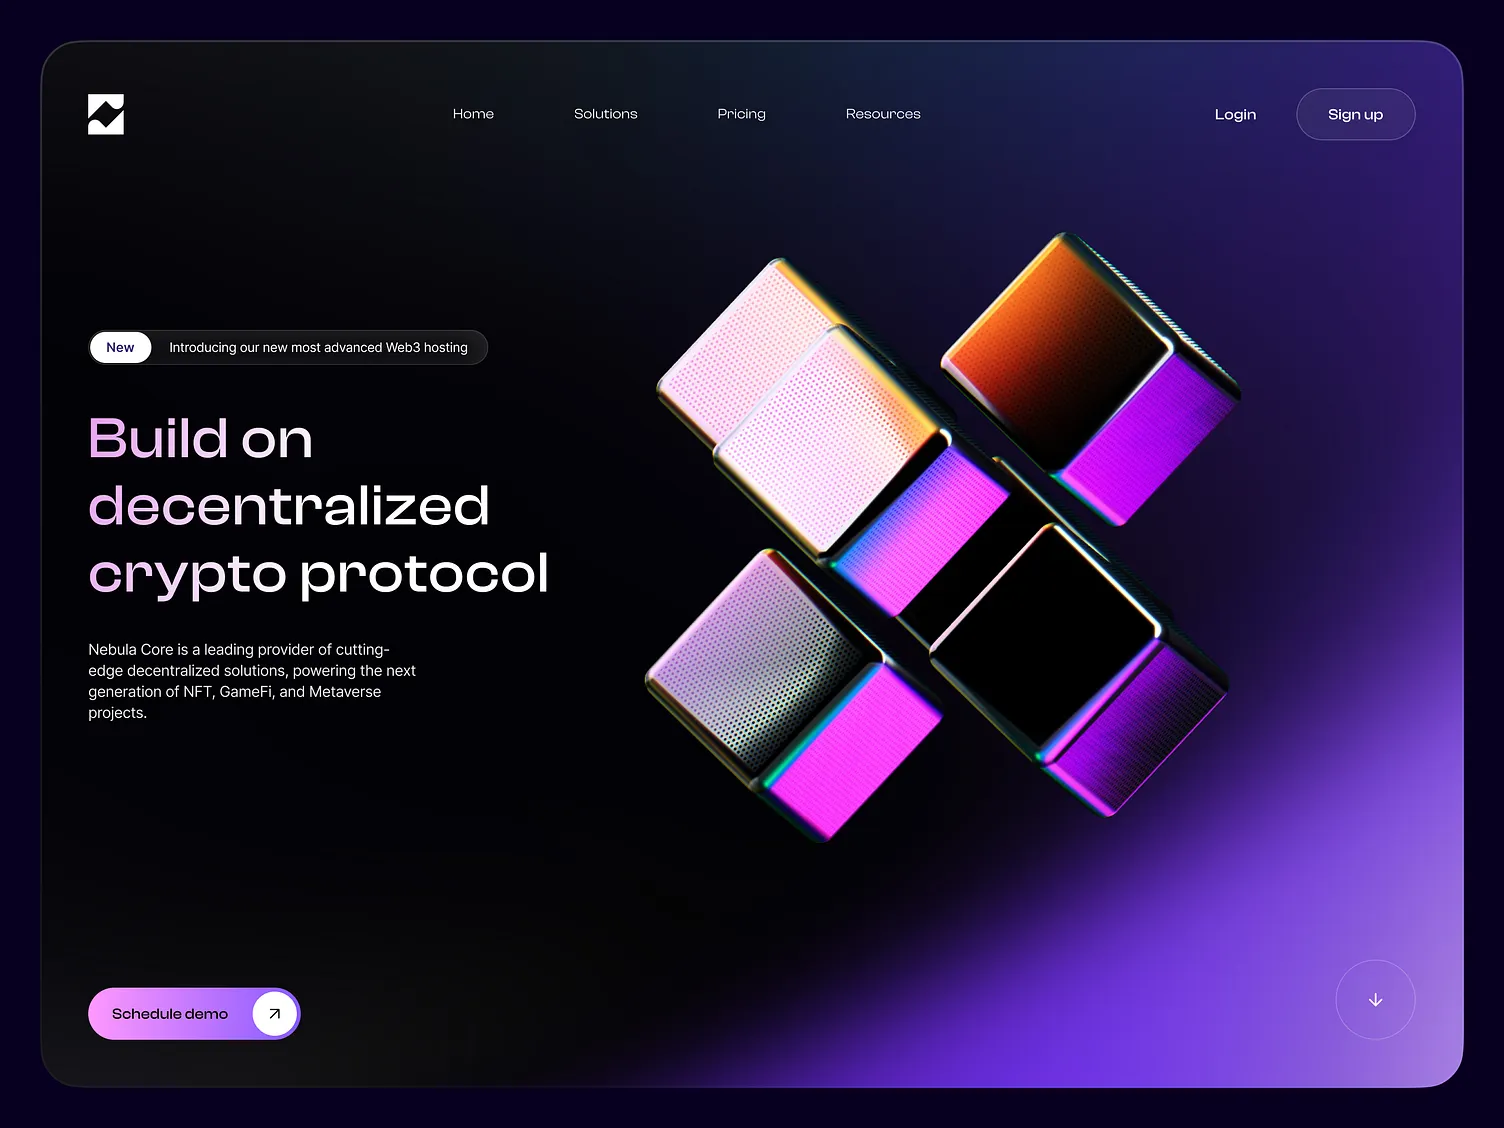 Home
Solutions
Pricing
Resources
Login
Sign up
New
Introducing our new most advanced Web3 hosting
Build on
decentralized
crypto protocol
Nebula Core is a leading provider of cutting-
edge decentralized solutions, powering the next
generation of NFT, GameFi, and Metaverse
projects.
Schedule demo